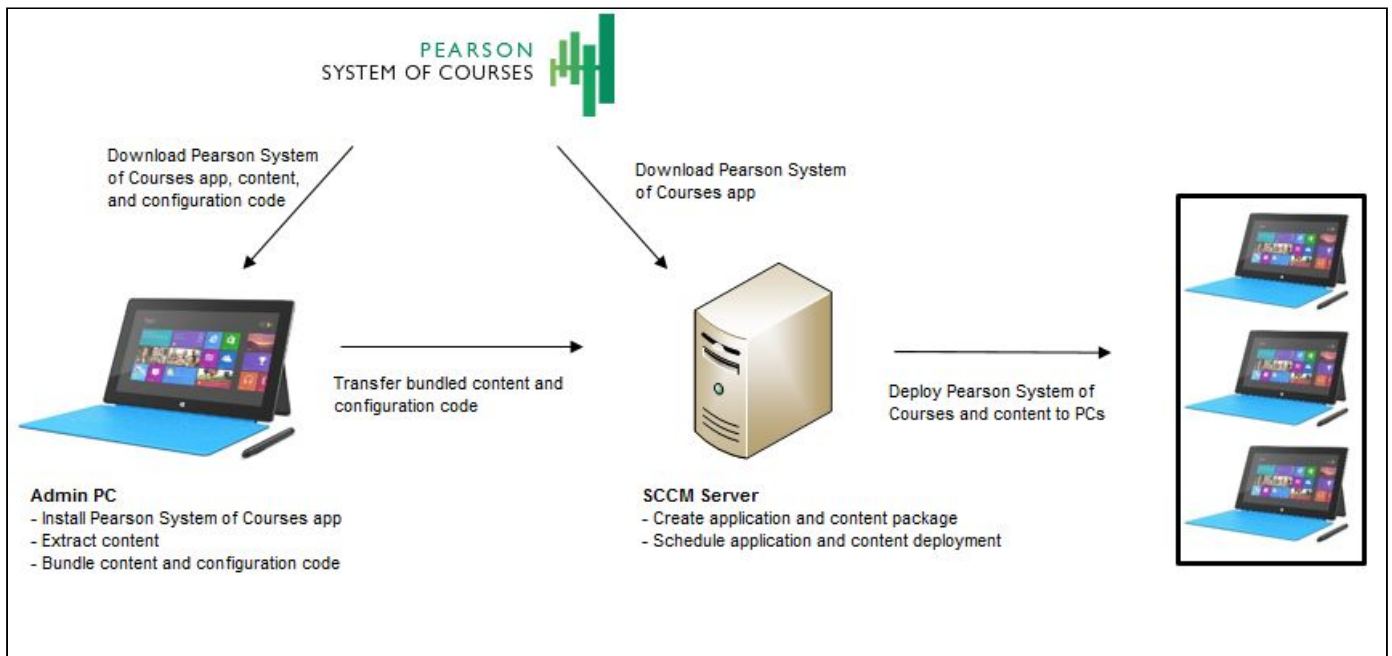 PEARSON
SYSTEM OF COURSES
Download Pearson System
of Courses app, content,
and configuration code
Download Pearson System
of Courses app
Transfer bundled content and
configuration code
Deploy Pearson System of
Courses and content to PCs
Admin PC
- Install Pearson System of Courses app
- Extract content
- Bundle content and configuration code
SCCM Server
- Create application and content package
- Schedule application and content deployment